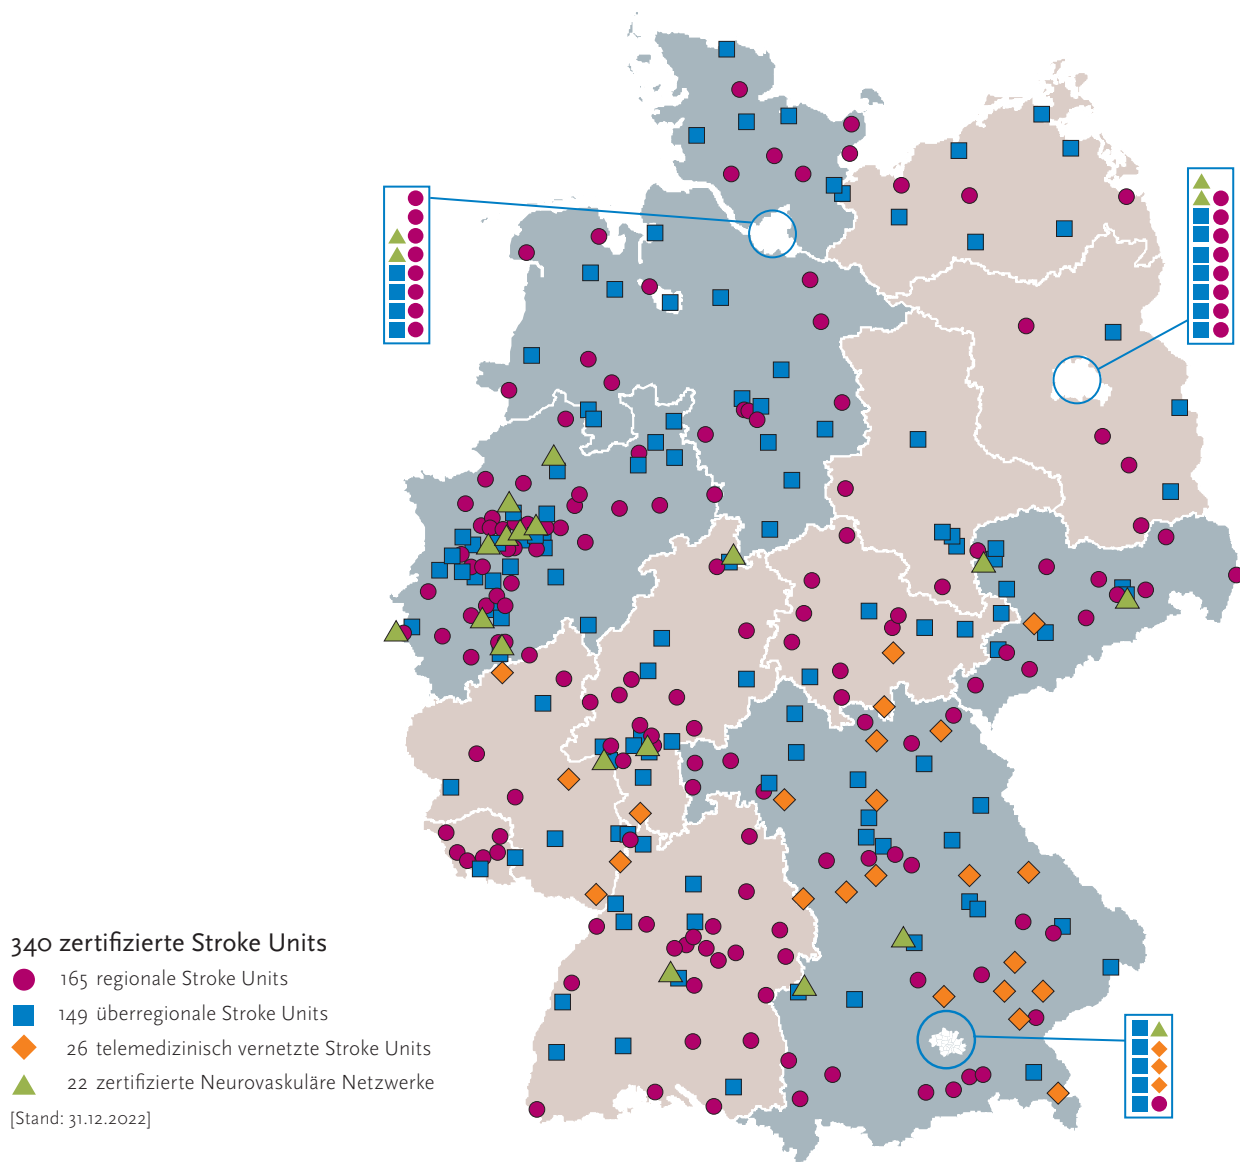 340 zertifizierte Stroke Units
165 regionale Stroke Units
149 überregionale Stroke Units
26 telemedizinisch vernetzte Stroke Units
22 zertifizierte Neurovaskuläre Netzwerke
[Stand: 31.12.2022]